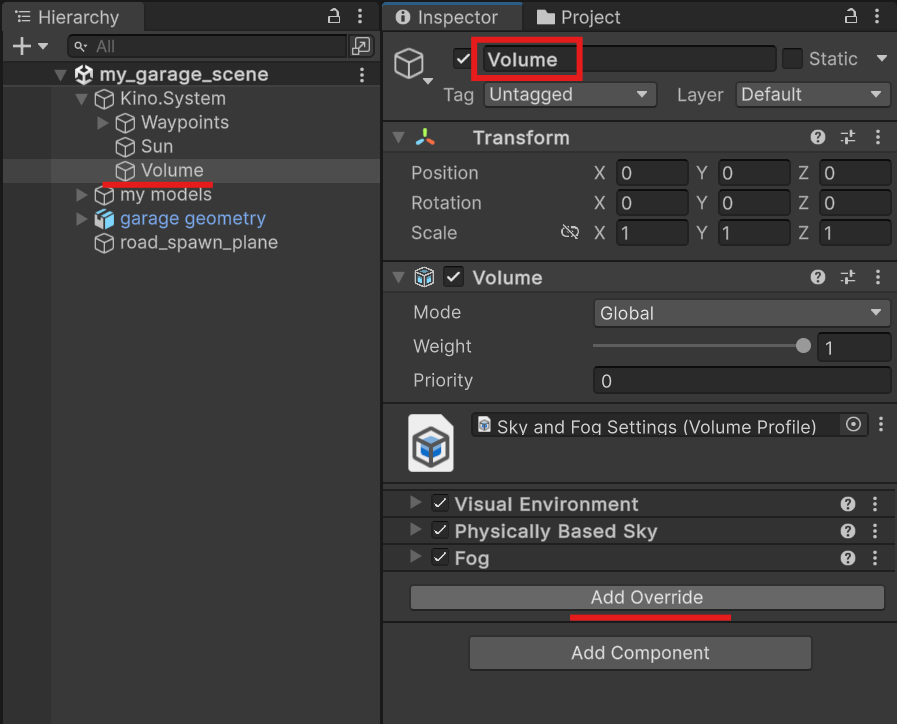 Hierarchy
All
my_garage_scene
Kino.System
Waypoints
Sun
Volume
my models
garage geometry
road_spawn_plane
Inspector
Project
Volume
Static
Tag
Untagged
Layer
Default
Transform
Position X 0 Y 0 Z 0
Rotation X 0 Y 0 Z 0
Scale X 1 Y 1 Z 1
Volume
Mode Global
Weight 1
Priority 0
Sky and Fog Settings (Volume Profile)
Visual Environment
Physically Based Sky
Fog
Add Override
Add Component